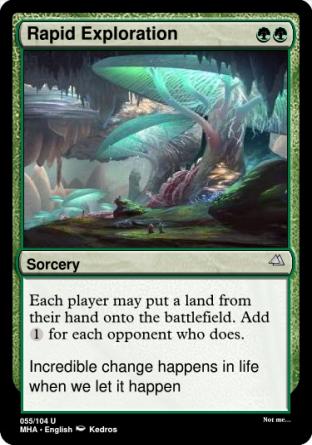 Rapid Exploration
Sorcery
Each player may put a land from
their hand onto the battlefield. Add
1 for each opponent who does.
Incredible change happens in life
when we let it happen
055/104 U
Not me...
MHA • English Kedros